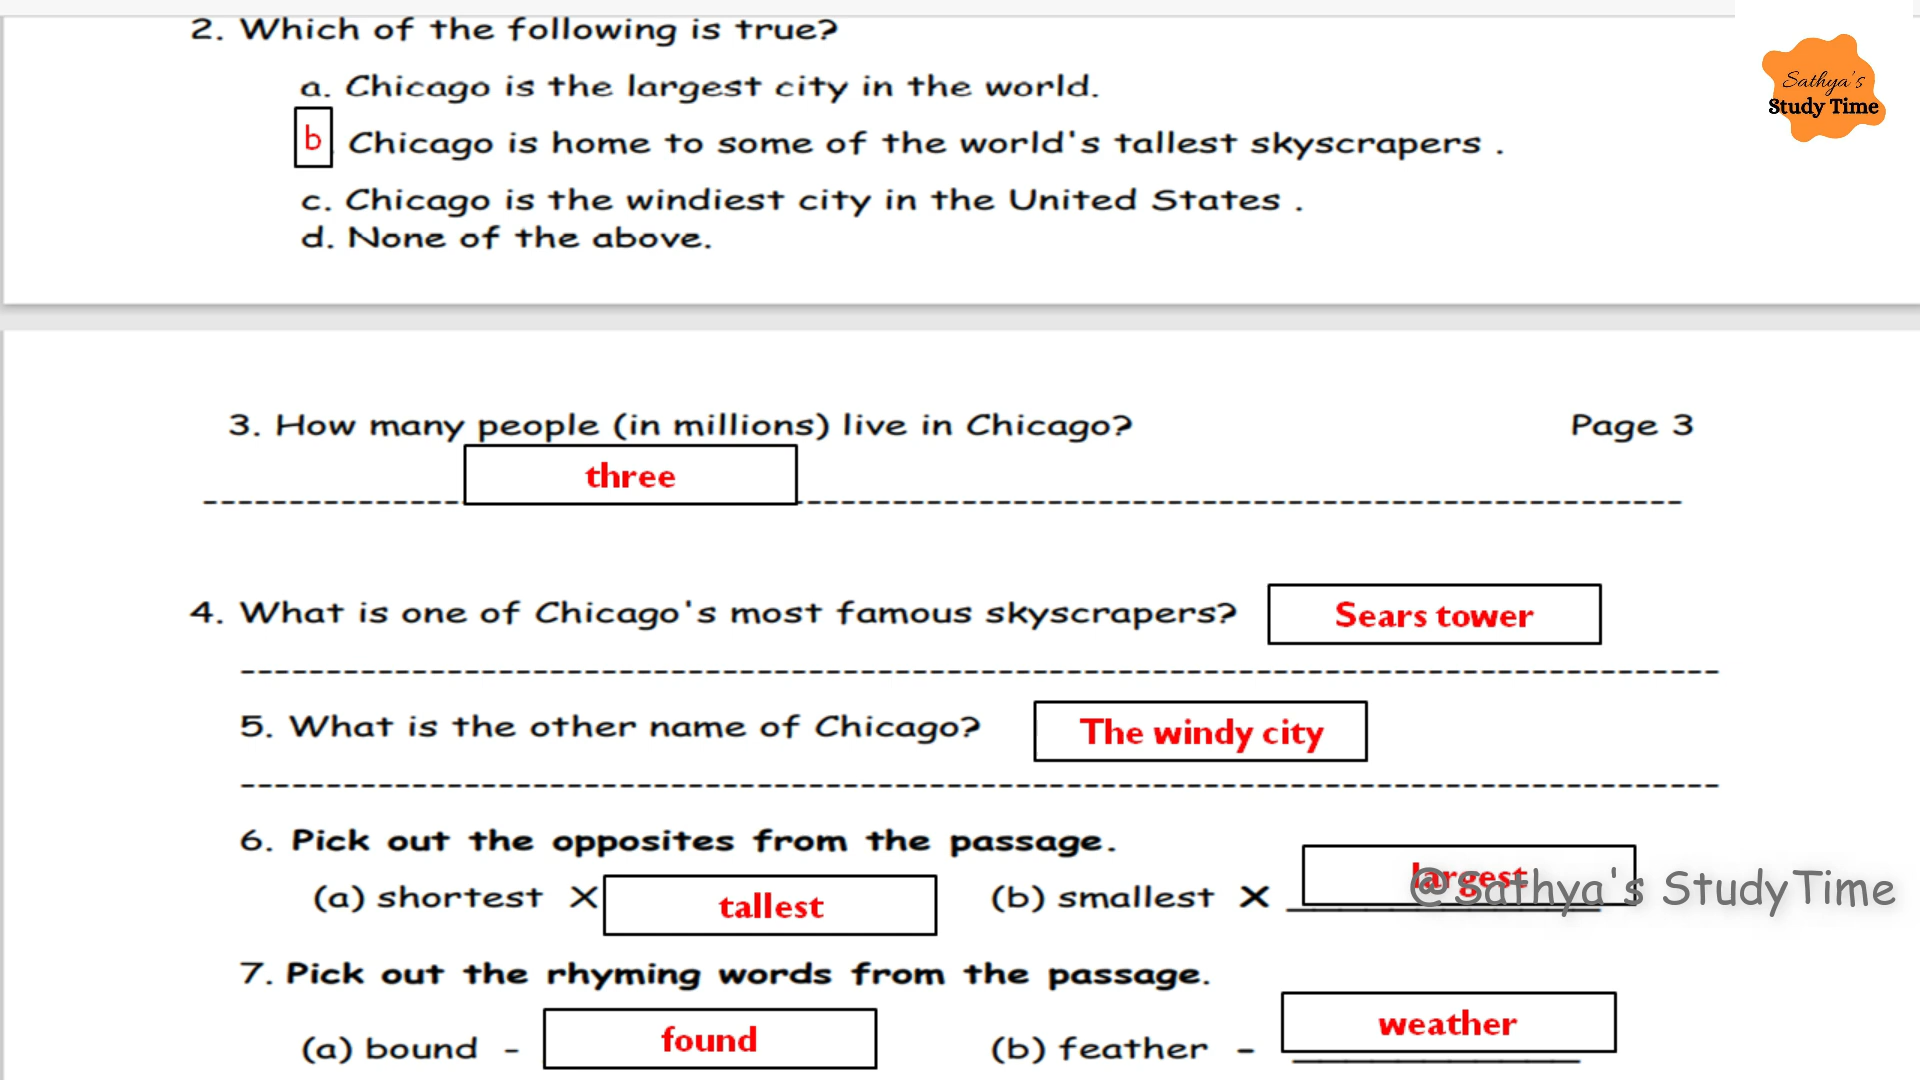 2. Which of the following is true?
Sathya's
Study Time
a. Chicago is the largest city in the world.
b Chicago is home to some of the world's tallest skyscrapers .
c. Chicago is the windiest city in the United States .
d. None of the above.
3. How many people (in millions) live in Chicago? Page 3
three
4. What is one of Chicago's most famous skyscrapers? Sears tower
5. What is the other name of Chicago? The windy city
6. Pick out the opposites from the passage.
(a) shortest X tallest (b) smallest X largest
@Sathya's StudyTime
7. Pick out the rhyming words from the passage.
(a) bound - found (b) feather - weather